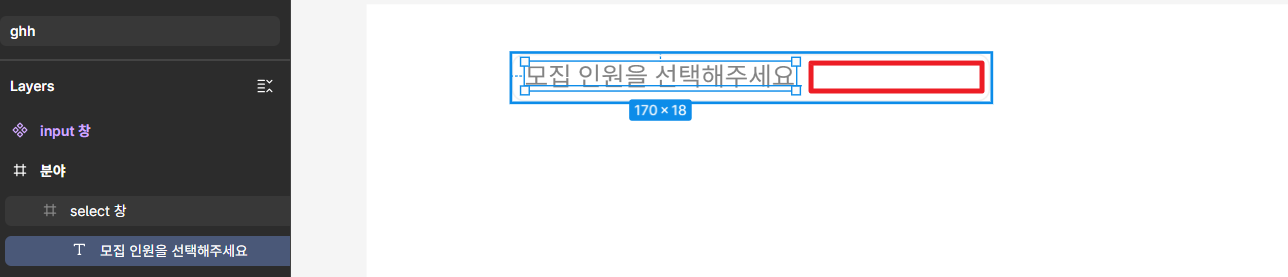 ghh
Layers
input 창
분야
select 창
모집 인원을 선택해주세요
모집 인원을 선택해주세요
170 × 18